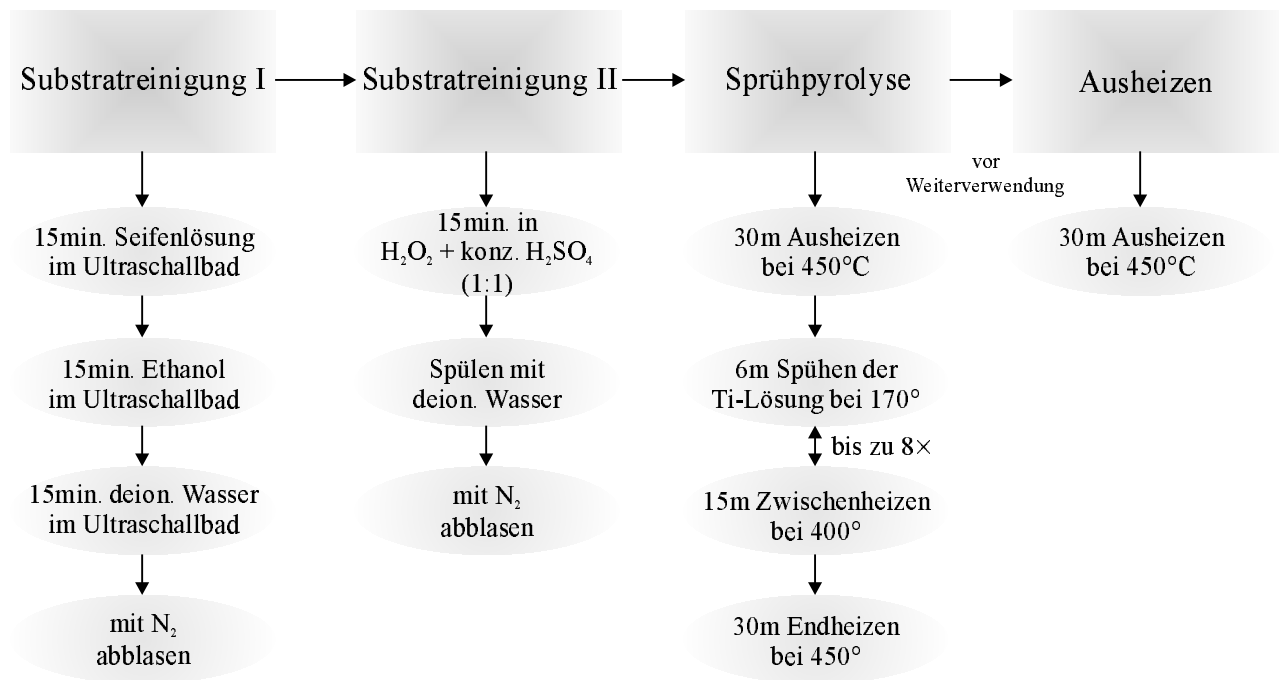 Substratreinigung I
15min. Seifenlösung
im Ultraschallbad
15min. Ethanol
im Ultraschallbad
15min. deion. Wasser
im Ultraschallbad
mit N₂
abblasen
Substratreinigung II
15min. in
H₂O₂ + konz. H₂SO₄
(1:1)
Spülen mit
deion. Wasser
mit N₂
abblasen
Sprühpyrolyse
30m Ausheizen
bei 450°C
6m Spühen der
Ti-Lösung bei 170°
bis zu 8×
15m Zwischenheizen
bei 400°
30m Endheizen
bei 450°
vor
Weiterverwendung
Ausheizen
30m Ausheizen
bei 450°C